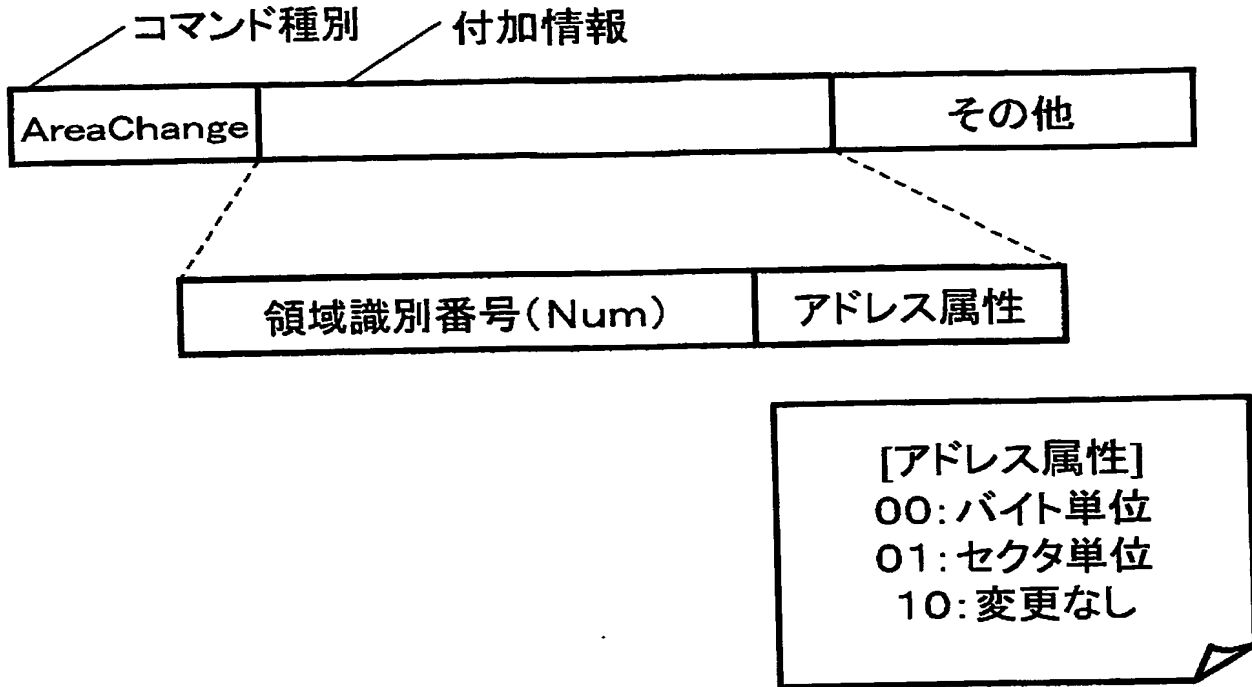 コマンド種別
付加情報
AreaChange
その他
領域識別番号(Num)
アドレス属性
[アドレス属性]
00:バイト単位
01:セクタ単位
10:変更なし